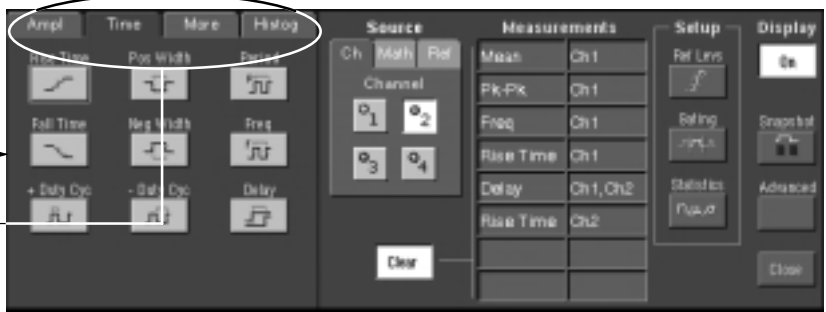 Ampl Time More Histog
Rise Time Pos Width Period
Fall Time Neg Width Freq
+ Duty Cyc - Duty Cyc Delay
Source
Ch Math Ref
Channel
1 2
3 4
Clear
Measurements
Mean Ch1
Pk-Pk Ch1
Freq Ch1
Rise Time Ch1
Delay Ch1, Ch2
Rise Time Ch2
Setup
Ref Levs
Gating
Statistics
Display
On
Snapshot
Advanced
Close